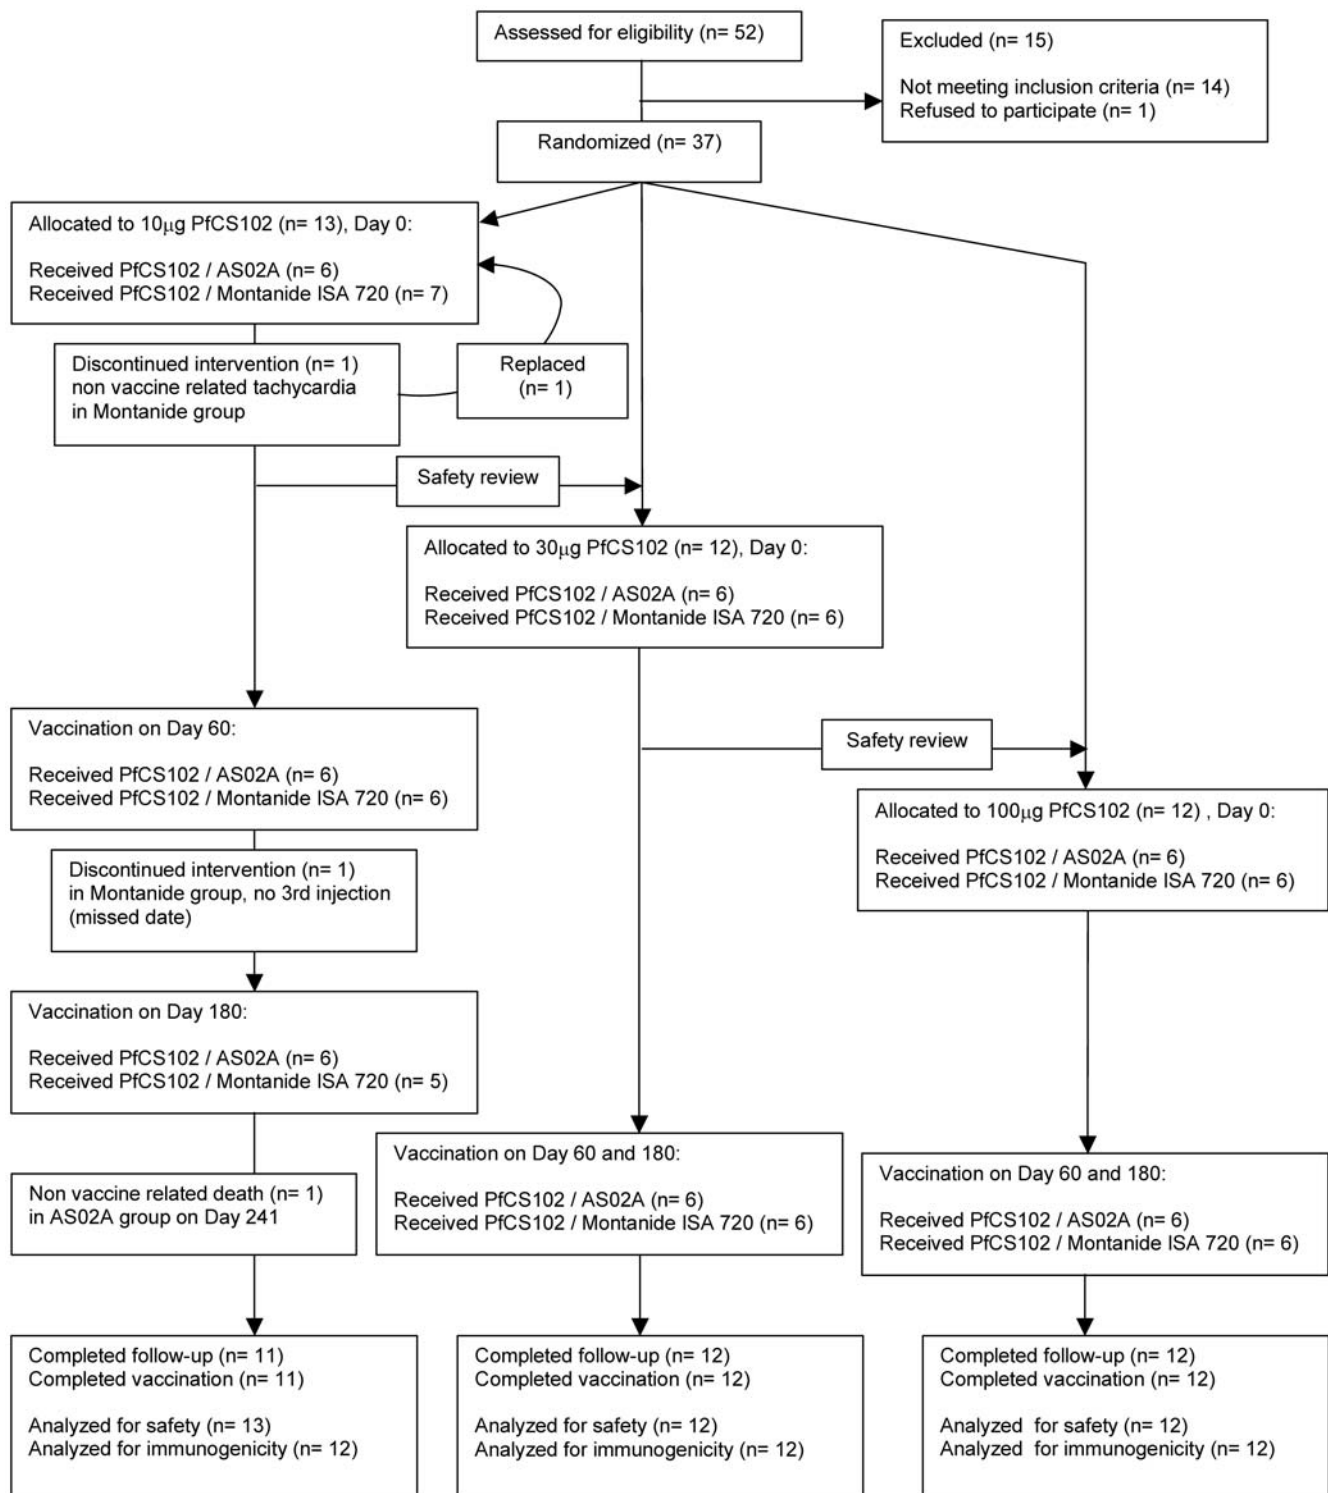 Assessed for eligibility (n= 52)
Excluded (n= 15)
Not meeting inclusion criteria (n= 14)
Refused to participate (n= 1)
Randomized (n= 37)
Allocated to 10µg PfCS102 (n= 13), Day 0:
Received PfCS102 / AS02A (n= 6)
Received PfCS102 / Montanide ISA 720 (n= 7)
Discontinued intervention (n= 1)
non vaccine related tachycardia
in Montanide group
Replaced
(n= 1)
Safety review
Allocated to 30µg PfCS102 (n= 12), Day 0:
Received PfCS102 / AS02A (n= 6)
Received PfCS102 / Montanide ISA 720 (n= 6)
Vaccination on Day 60:
Received PfCS102 / AS02A (n= 6)
Received PfCS102 / Montanide ISA 720 (n= 6)
Safety review
Allocated to 100µg PfCS102 (n= 12) , Day 0:
Received PfCS102 / AS02A (n= 6)
Received PfCS102 / Montanide ISA 720 (n= 6)
Discontinued intervention (n= 1)
in Montanide group, no 3rd injection
(missed date)
Vaccination on Day 180:
Received PfCS102 / AS02A (n= 6)
Received PfCS102 / Montanide ISA 720 (n= 5)
Non vaccine related death (n= 1)
in AS02A group on Day 241
Vaccination on Day 60 and 180:
Received PfCS102 / AS02A (n= 6)
Received PfCS102 / Montanide ISA 720 (n= 6)
Vaccination on Day 60 and 180:
Received PfCS102 / AS02A (n= 6)
Received PfCS102 / Montanide ISA 720 (n= 6)
Completed follow-up (n= 11)
Completed vaccination (n= 11)
Analyzed for safety (n= 13)
Analyzed for immunogenicity (n= 12)
Completed follow-up (n= 12)
Completed vaccination (n= 12)
Analyzed for safety (n= 12)
Analyzed for immunogenicity (n= 12)
Completed follow-up (n= 12)
Completed vaccination (n= 12)
Analyzed for safety (n= 12)
Analyzed for immunogenicity (n= 12)